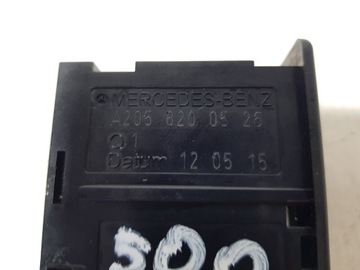 MERCEDES-BENZ
A205 820 05 26
Q1
Datum 12 05 15
500